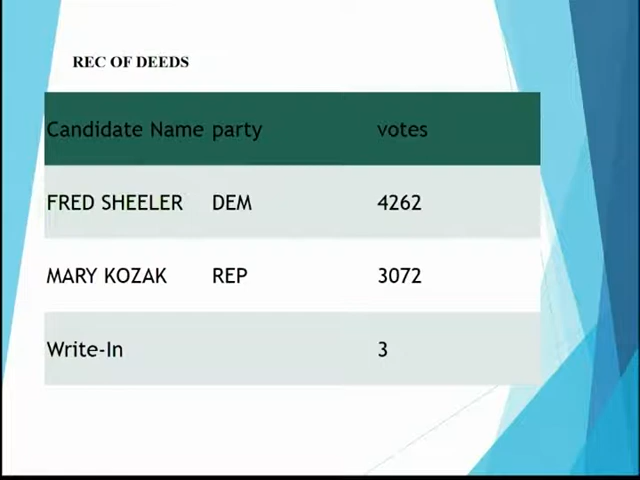 REC OF DEEDS
Candidate Name party votes
FRED SHEELER DEM 4262
MARY KOZAK REP 3072
Write-In 3